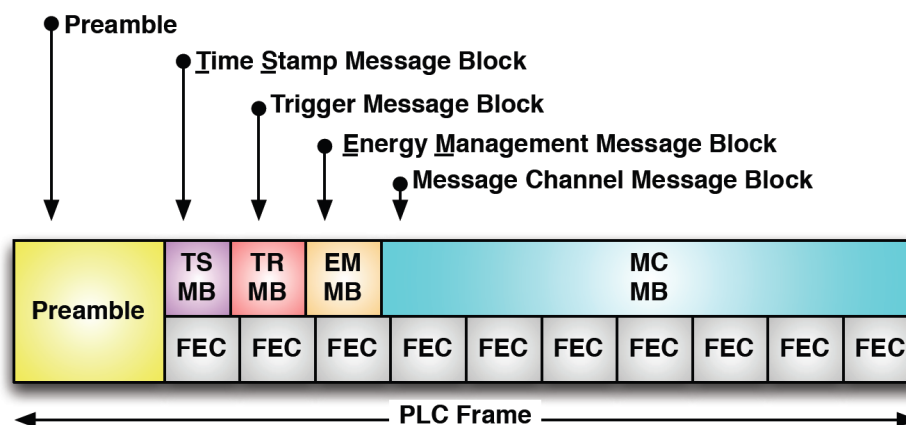 Preamble
Time Stamp Message Block
Trigger Message Block
Energy Management Message Block
Message Channel Message Block
Preamble
TS
MB
TR
MB
EM
MB
MC
MB
FEC FEC FEC FEC FEC FEC FEC FEC FEC FEC
PLC Frame